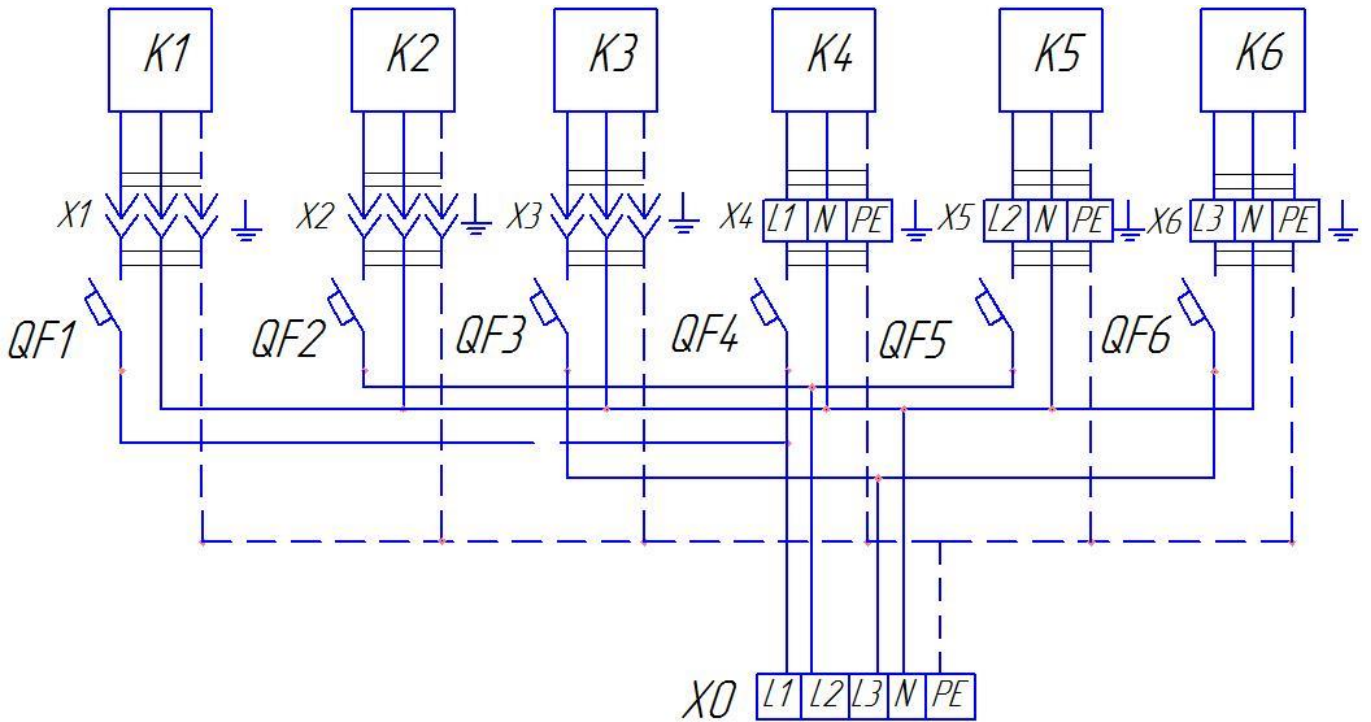 K1 K2 K3 K4 K5 K6
X1 X2 X3 X4 L1 N PE X5 L2 N PE X6 L3 N PE
QF1 QF2 QF3 QF4 QF5 QF6
X0 L1 L2 L3 N PE